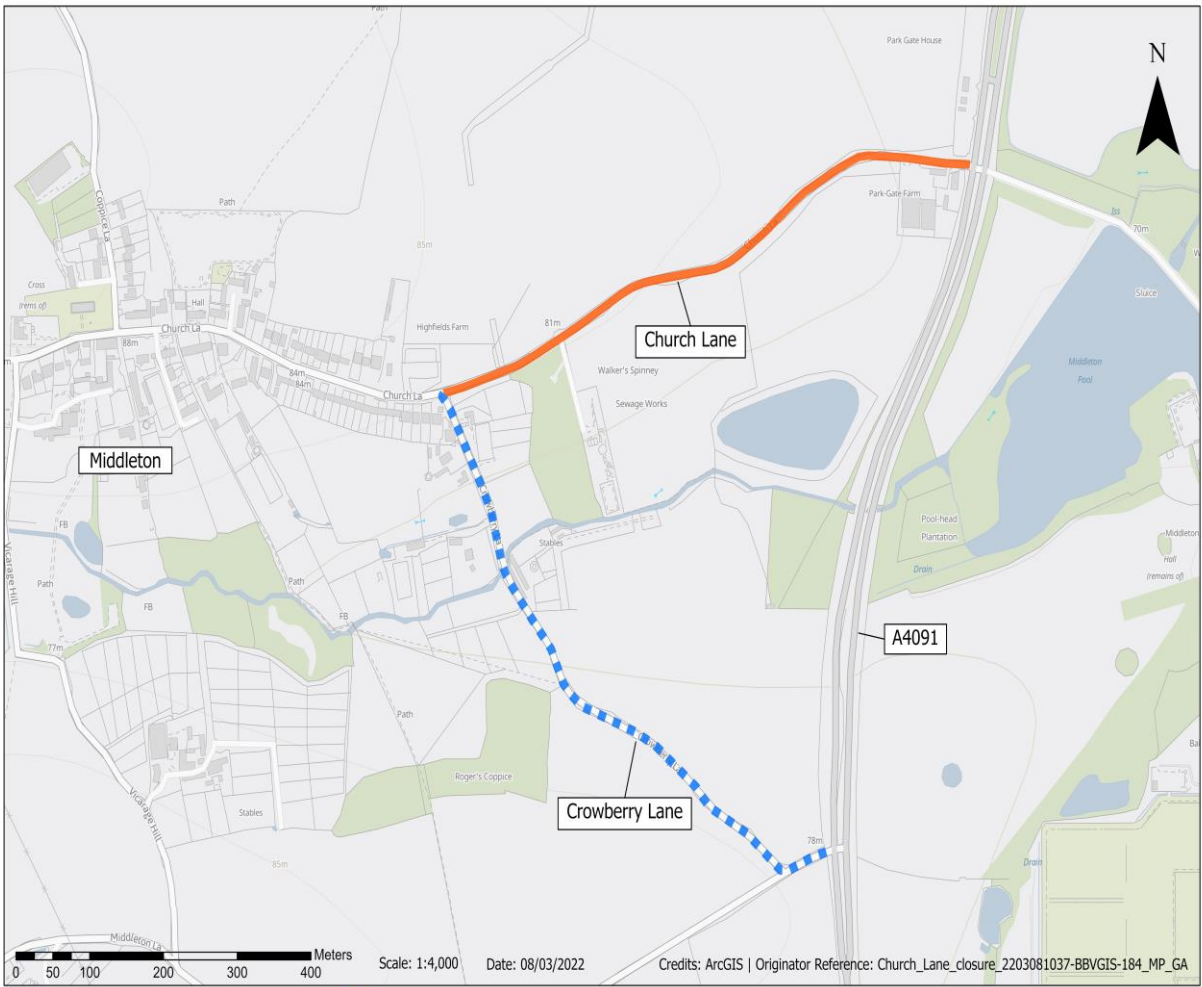 Path
Park Gate House
N
Coppice La
Path
Park Gate Farm
85m
70m
Sluice
Cross
(rems of)
Hall
Church La
88m
Highfields Farm
81m
Church Lane
Middleton
Pool
84m
84m
Church La
Walker's Spinney
Sewage Works
Middleton
FB
Vicarage Hill
Path
FB
Path
FB
Stables
Pool-head
Plantation
Drain
Middleton
Hall
(remains of)
77m
A4091
Path
Roger's Coppice
Crowberry Lane
Stables
Vicarage Hill
78m
85m
Drain
Middleton La
Meters
0 50 100 200 300 400
Scale: 1:4,000 Date: 08/03/2022 Credits: ArcGIS | Originator Reference: Church_Lane_closure_2203081037-BBVGIS-184_MP_GA